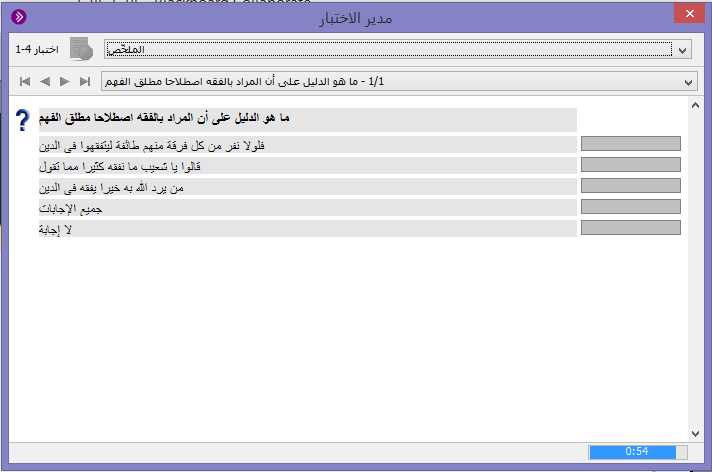 مدير الاختبار
اختبار 4-1
الملخّص
1/1 - ما هو الدليل على أن المراد بالفقه اصطلاحا مطلق الفهم
ما هو الدليل على أن المراد بالفقه اصطلاحا مطلق الفهم
فلولا نفر من كل فرقة منهم طائفة ليتفقهوا في الدين
قالوا يا شعيب ما نفقه كثيرا مما تقول
من يرد الله به خيرا يفقه في الدين
جميع الإجابات
لا إجابة
0:54